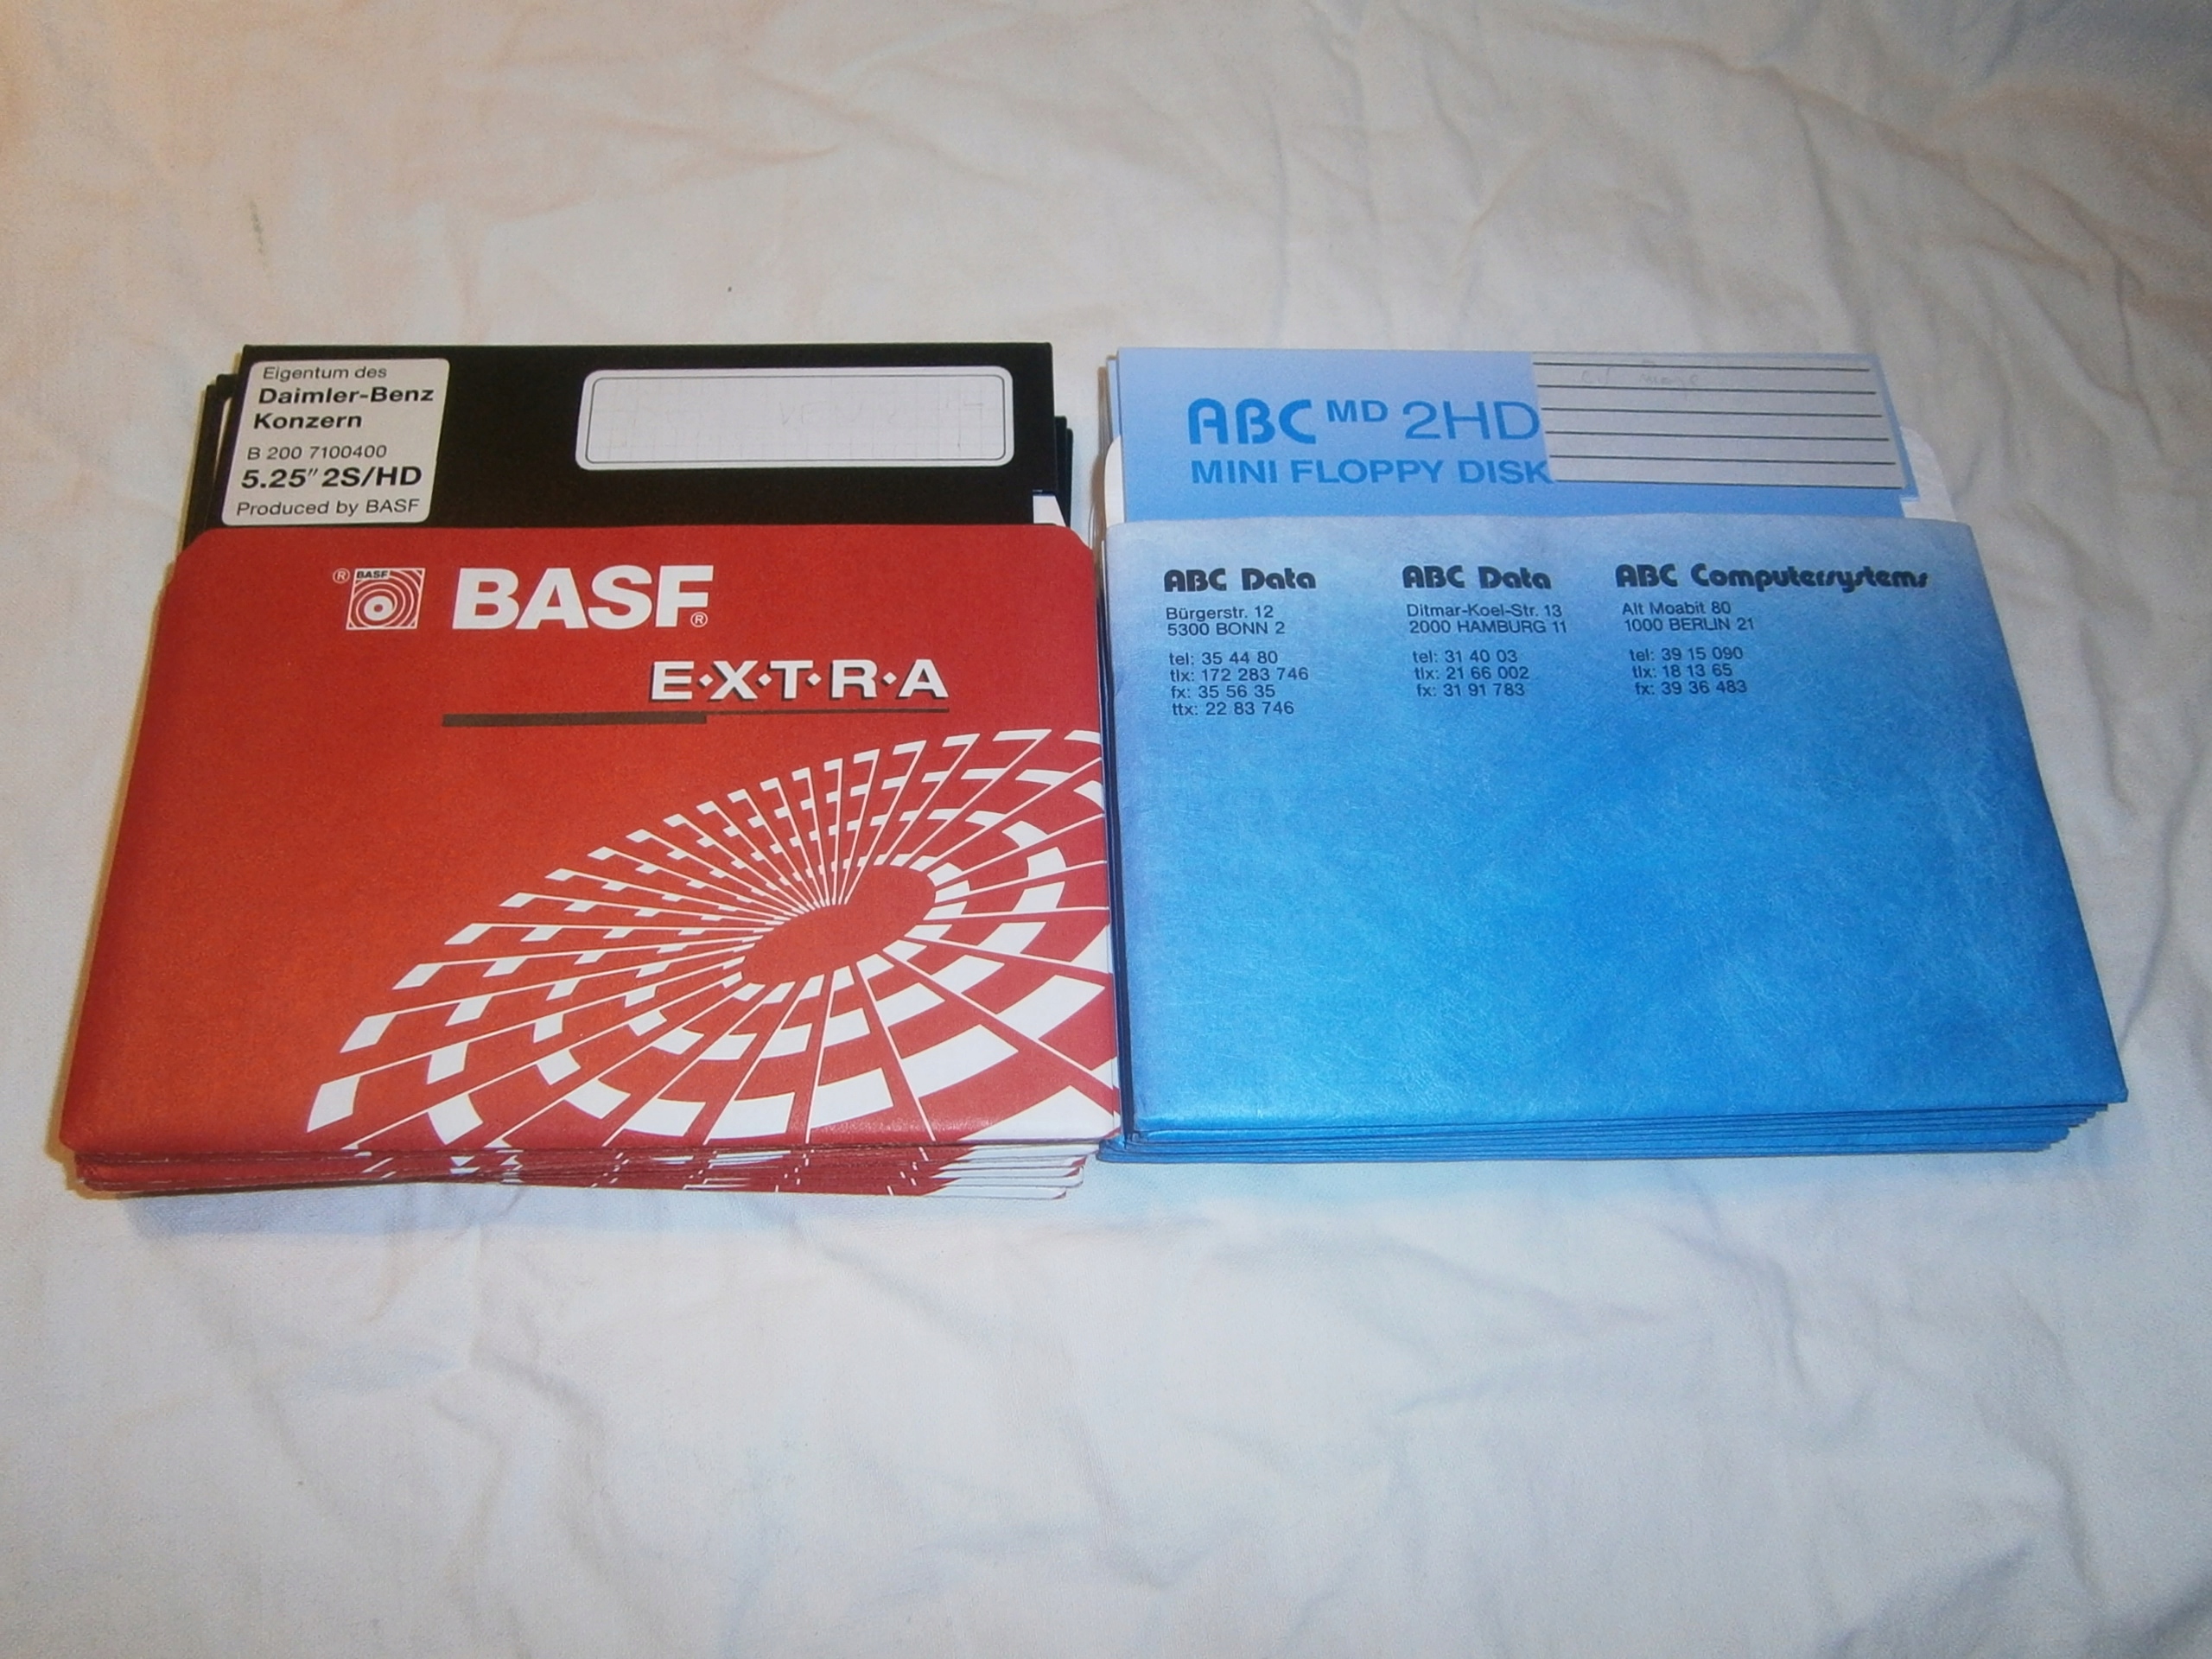 Eigentum des
Daimler-Benz
Konzern
B 200 7100400
5.25" 2S/HD
Produced by BASF
® BASF BASF®
E·X·T·R·A
ABC MD 2HD
MINI FLOPPY DISK
ABC Data
Bürgerstr. 12
5300 BONN 2
tel: 35 44 80
tlx: 172 283 746
fx: 35 56 35
ttx: 22 83 746
ABC Data
Ditmar-Koel-Str. 13
2000 HAMBURG 11
tel: 31 40 03
tlx: 21 66 002
fx: 31 91 783
ABC Computersystems
Alt Moabit 80
1000 BERLIN 21
tel: 39 15 090
tlx: 18 13 65
fx: 39 36 483